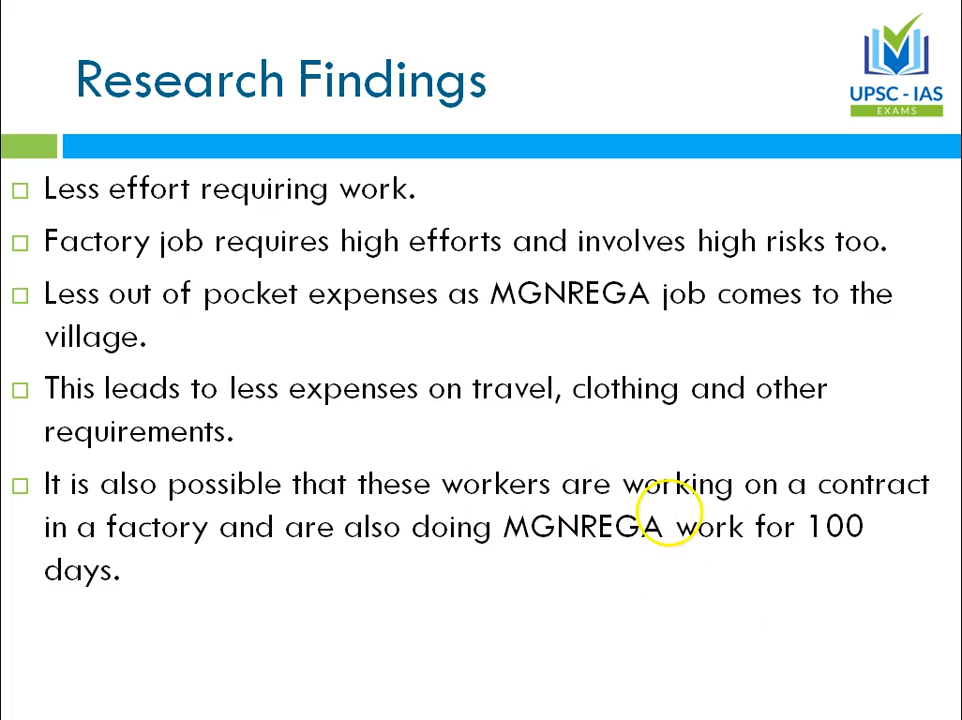 Research Findings
UPSC - IAS
EXAMS
Less effort requiring work.
Factory job requires high efforts and involves high risks too.
Less out of pocket expenses as MGNREGA job comes to the
village.
This leads to less expenses on travel, clothing and other
requirements.
It is also possible that these workers are working on a contract
in a factory and are also doing MGNREGA work for 100
days.